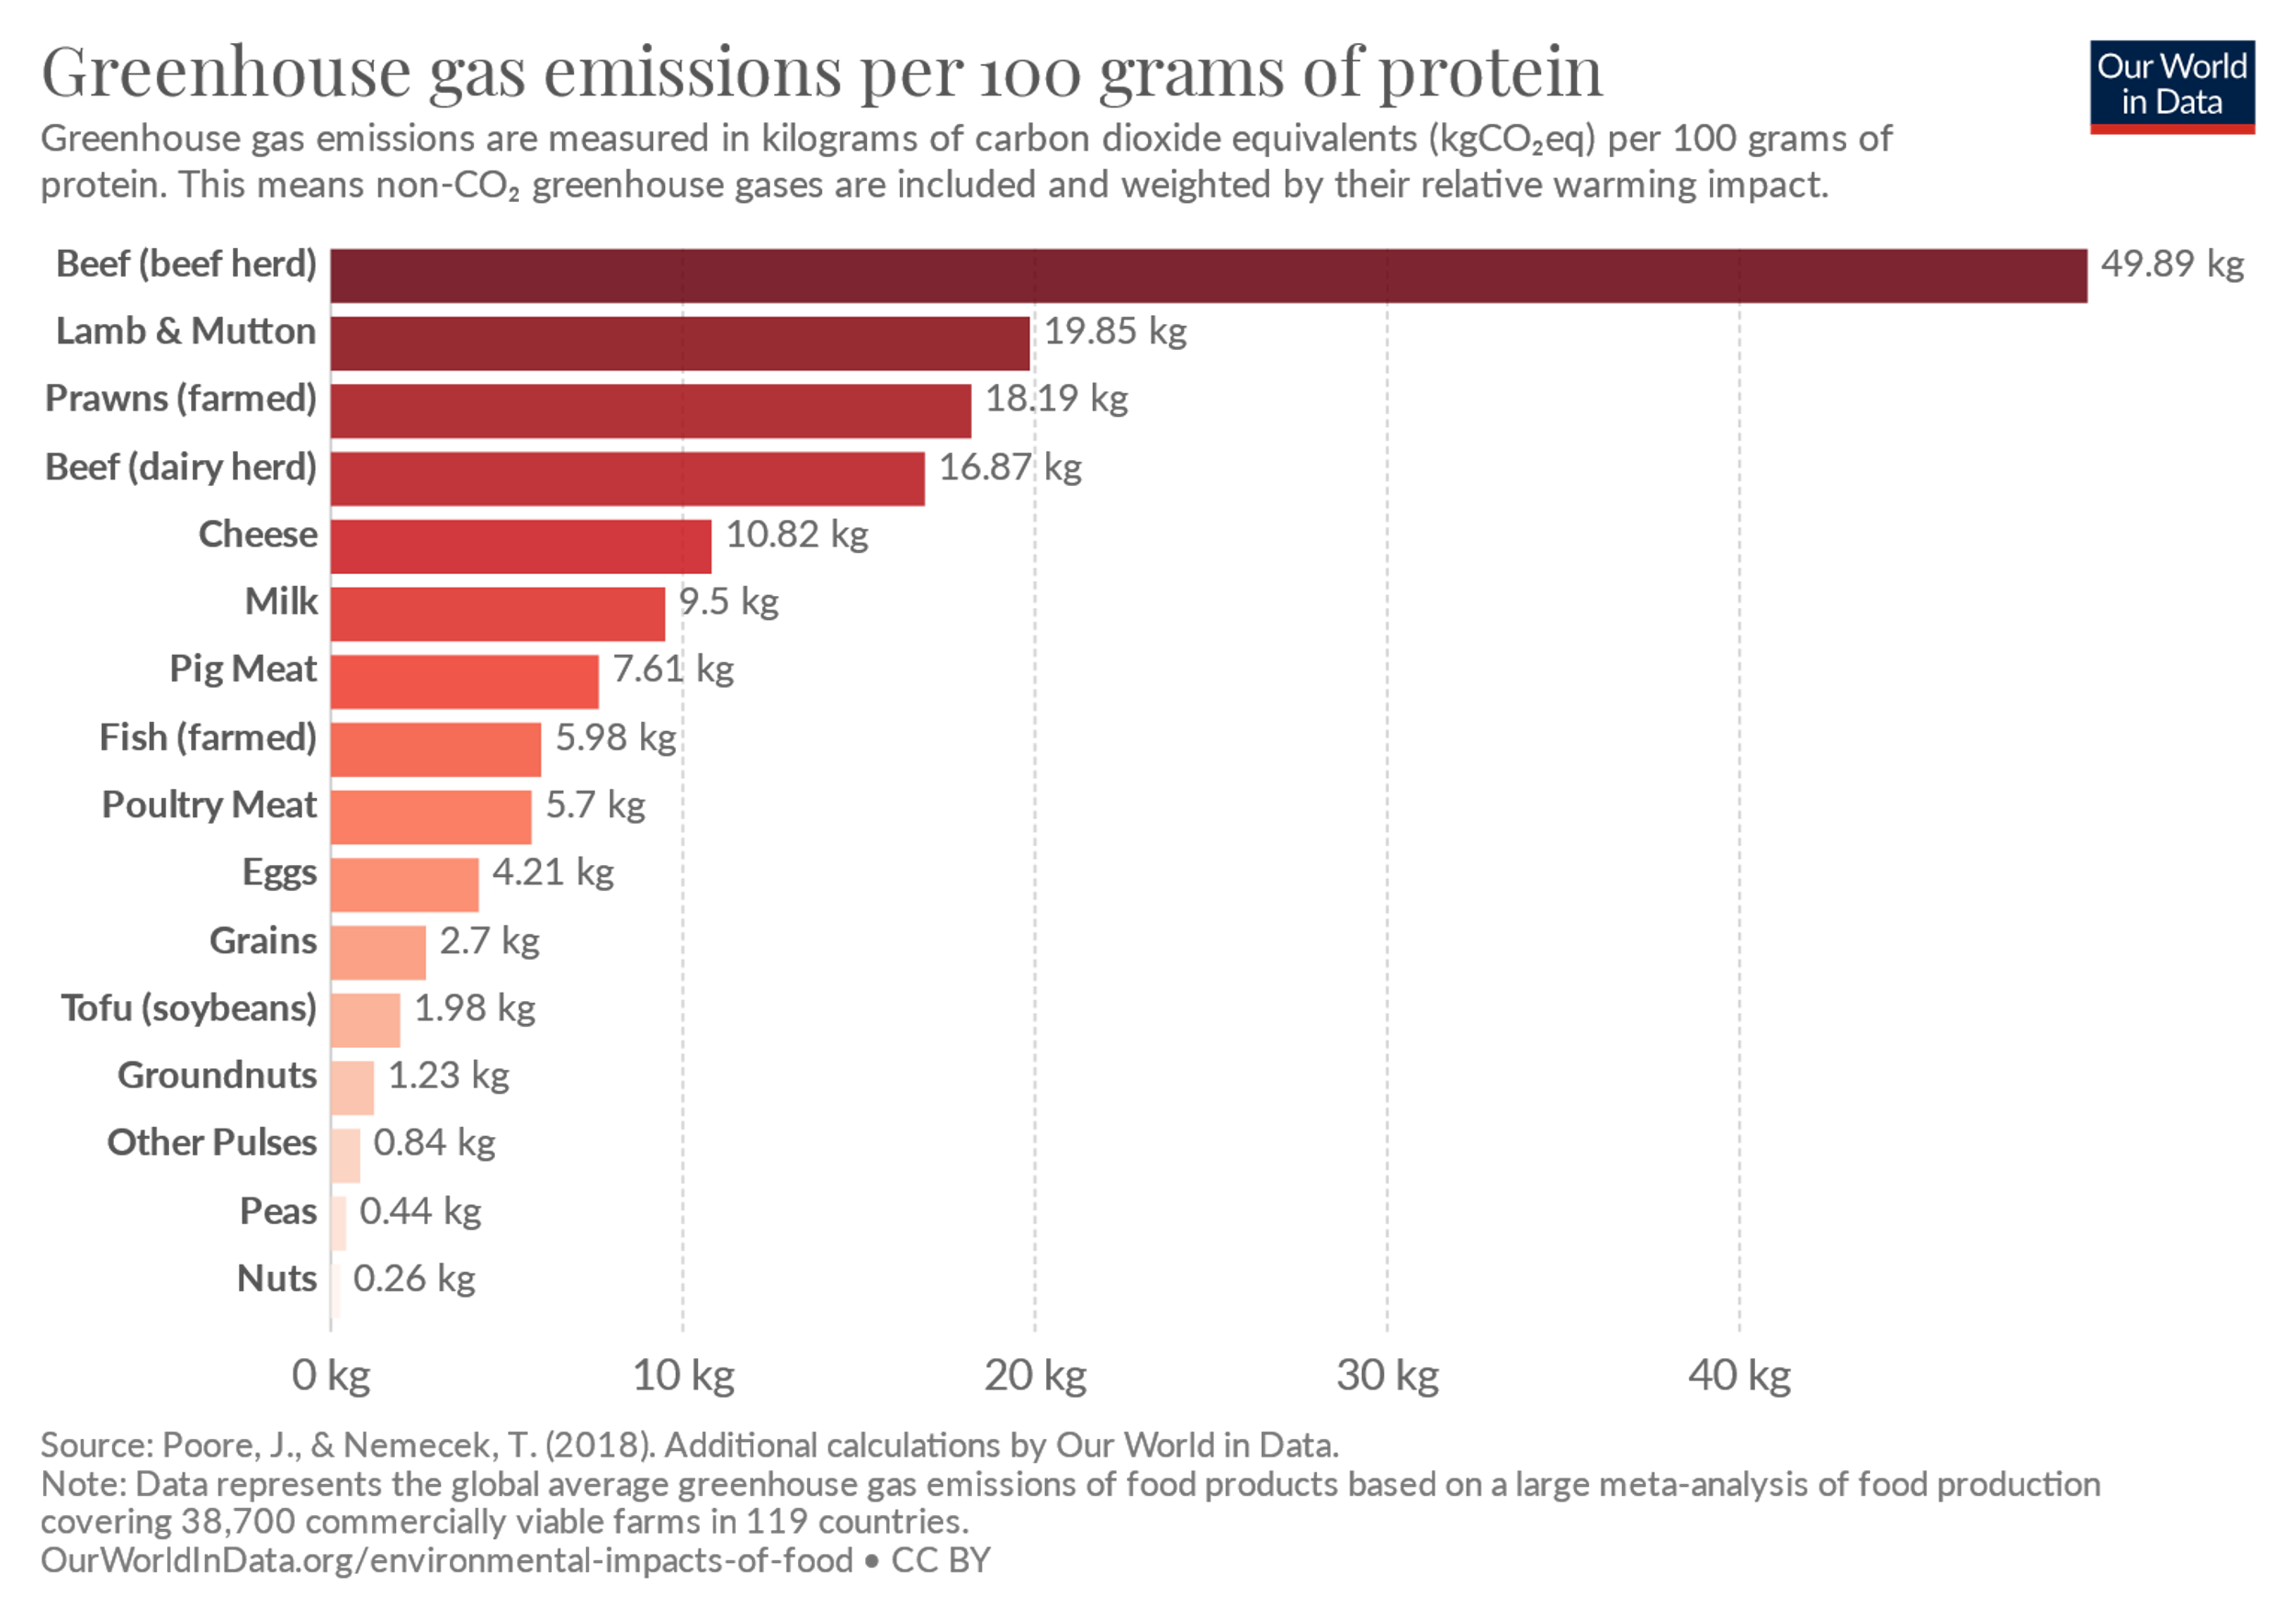 Greenhouse gas emissions per 100 grams of protein
Our World
in Data
Greenhouse gas emissions are measured in kilograms of carbon dioxide equivalents (kgCO₂eq) per 100 grams of
protein. This means non-CO₂ greenhouse gases are included and weighted by their relative warming impact.
Beef (beef herd) 49.89 kg
Lamb & Mutton 19.85 kg
Prawns (farmed) 18.19 kg
Beef (dairy herd) 16.87 kg
Cheese 10.82 kg
Milk 9.5 kg
Pig Meat 7.61 kg
Fish (farmed) 5.98 kg
Poultry Meat 5.7 kg
Eggs 4.21 kg
Grains 2.7 kg
Tofu (soybeans) 1.98 kg
Groundnuts 1.23 kg
Other Pulses 0.84 kg
Peas 0.44 kg
Nuts 0.26 kg
0 kg 10 kg 20 kg 30 kg 40 kg
Source: Poore, J., & Nemecek, T. (2018). Additional calculations by Our World in Data.
Note: Data represents the global average greenhouse gas emissions of food products based on a large meta-analysis of food production
covering 38,700 commercially viable farms in 119 countries.
OurWorldInData.org/environmental-impacts-of-food • CC BY